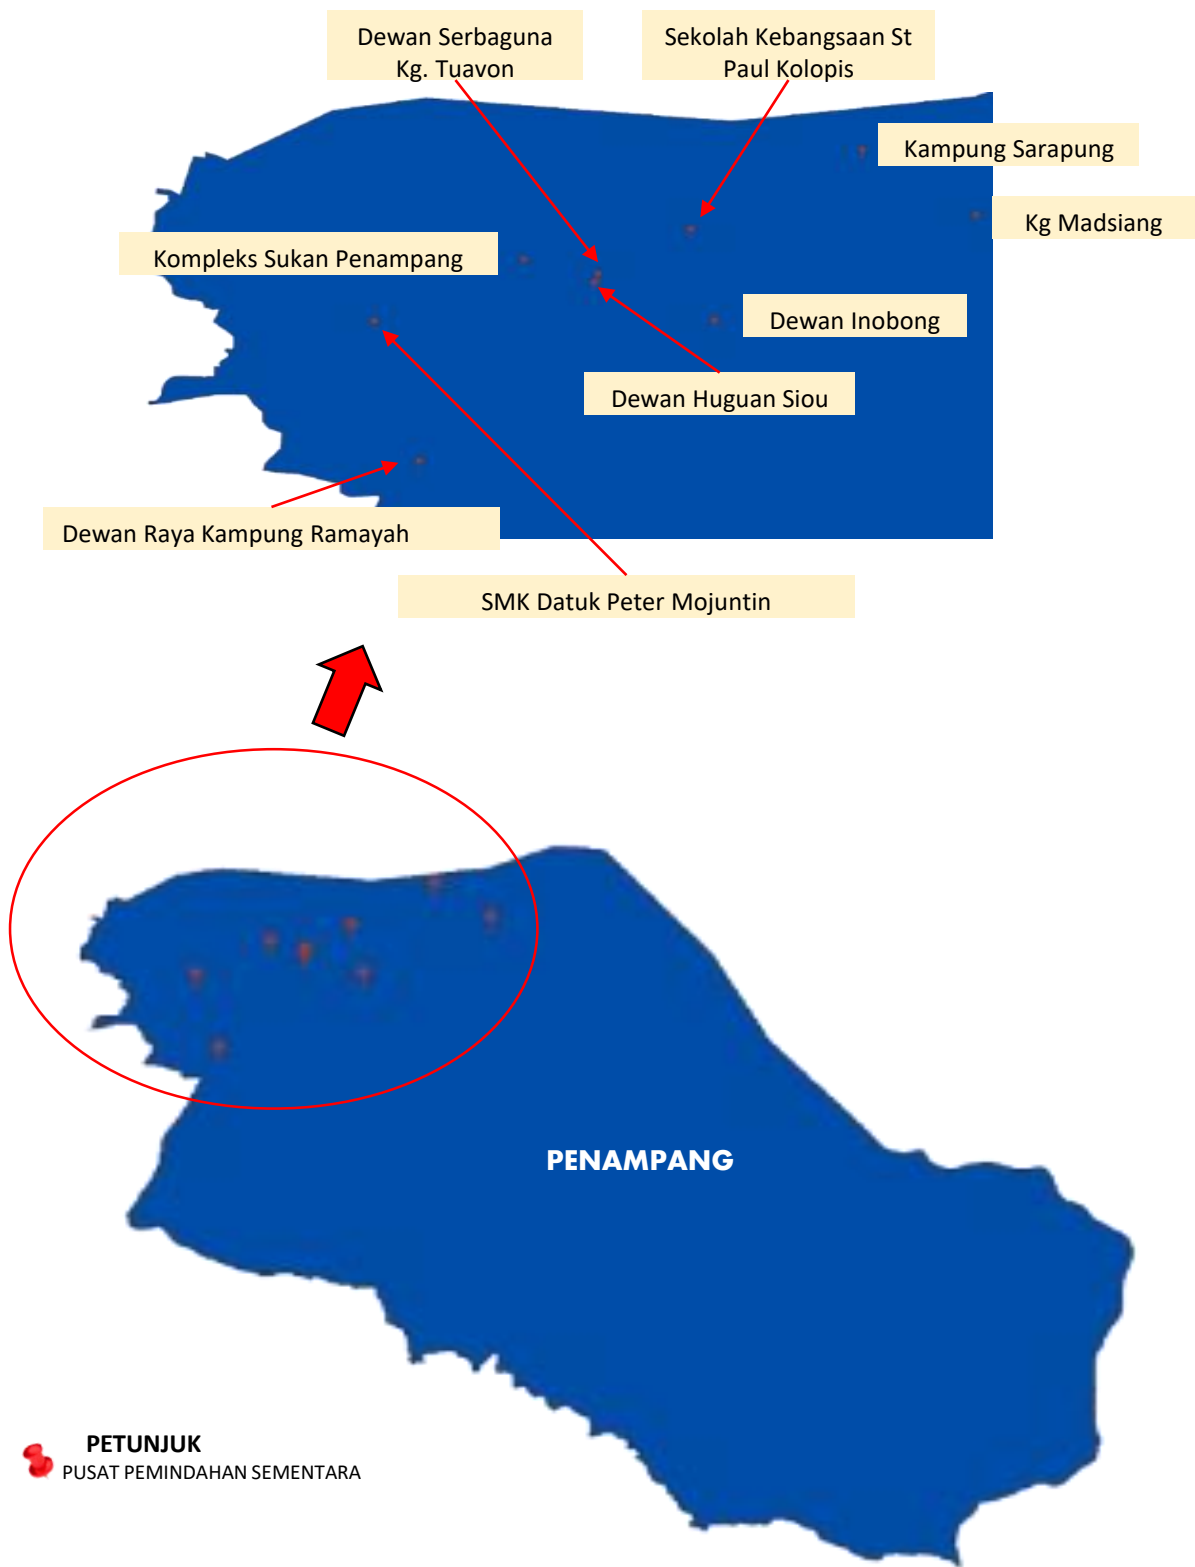 Dewan Serbaguna
Kg. Tuavon
Sekolah Kebangsaan St
Paul Kolopis
Kampung Sarapung
Kg Madsiang
Kompleks Sukan Penampang
Dewan Inobong
Dewan Huguan Siou
Dewan Raya Kampung Ramayah
SMK Datuk Peter Mojuntin
PENAMPANG
PETUNJUK
PUSAT PEMINDAHAN SEMENTARA